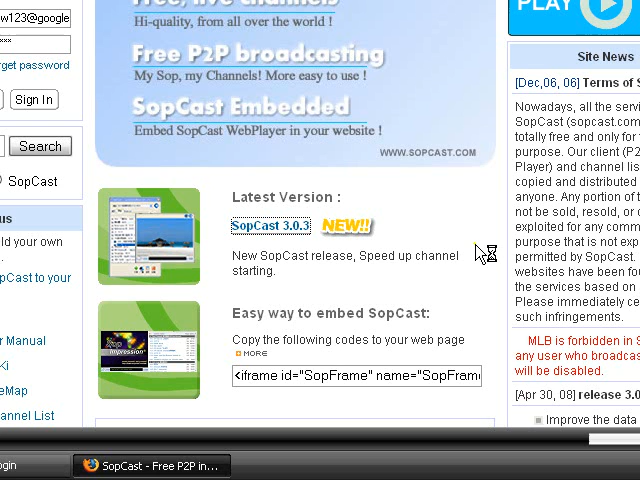 Free, live channels
Hi-quality, from all over the world !
Free P2P broadcasting
My Sop, my Channels! More easy to use !
SopCast Embedded
Embed SopCast WebPlayer in your website !
WWW.SOPCAST.COM
w123@google
***
rget password
Sign In
Search
SopCast
us
ld your own
pCast to your
r Manual
Ki
eMap
annel List
Latest Version :
SopCast 3.0.3 NEW!!
New SopCast release, Speed up channel
starting.
Easy way to embed SopCast:
Copy the following codes to your web page
MORE
<iframe id="SopFrame" name="SopFram
PLAY
Site News
[Dec,06, 06] Terms of S
Nowadays, all the servi
SopCast (sopcast.com
totally free and only for
purpose. Our client (P2
Player) and channel lis
copied and distributed
anyone. Any portion of t
not be sold, resold, or
exploited for any comm
purpose that is not exp
permitted by SopCast.
websites have been fou
the services based on
Please immediately ce
such infringements.
MLB is forbidden in S
any user who broadcas
will be disabled.
[Apr 30, 08] release 3.0
Improve the data
ogin
SopCast - Free P2P in...